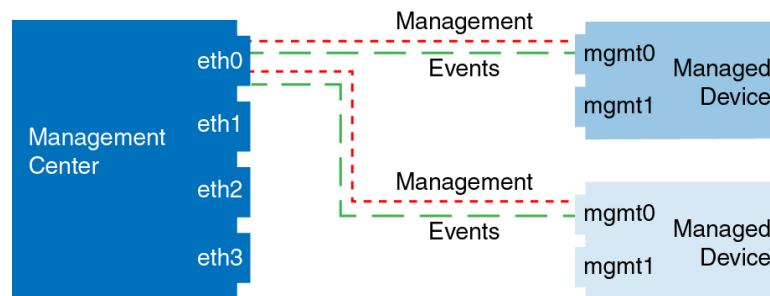 Management
eth0
mgmt0
Managed
Device
Events
mgmt1
eth1
Management
Center
Management
eth2
mgmt0
Managed
Device
Events
eth3
mgmt1